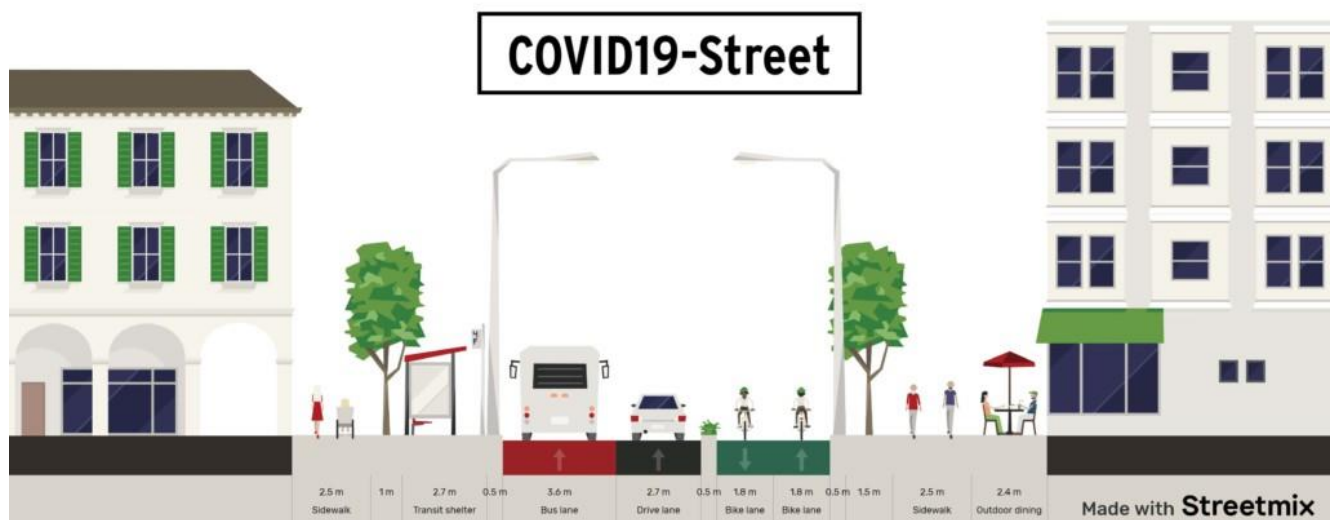 COVID19-Street
2.5 m
Sidewalk
1 m
2.7 m
Transit shelter
0.5 m
3.6 m
Bus lane
2.7 m
Drive lane
0.5 m
1.8 m
Bike lane
1.8 m
Bike lane
0.5 m
1.5 m
2.5 m
Sidewalk
2.4 m
Outdoor dining
Made with Streetmix